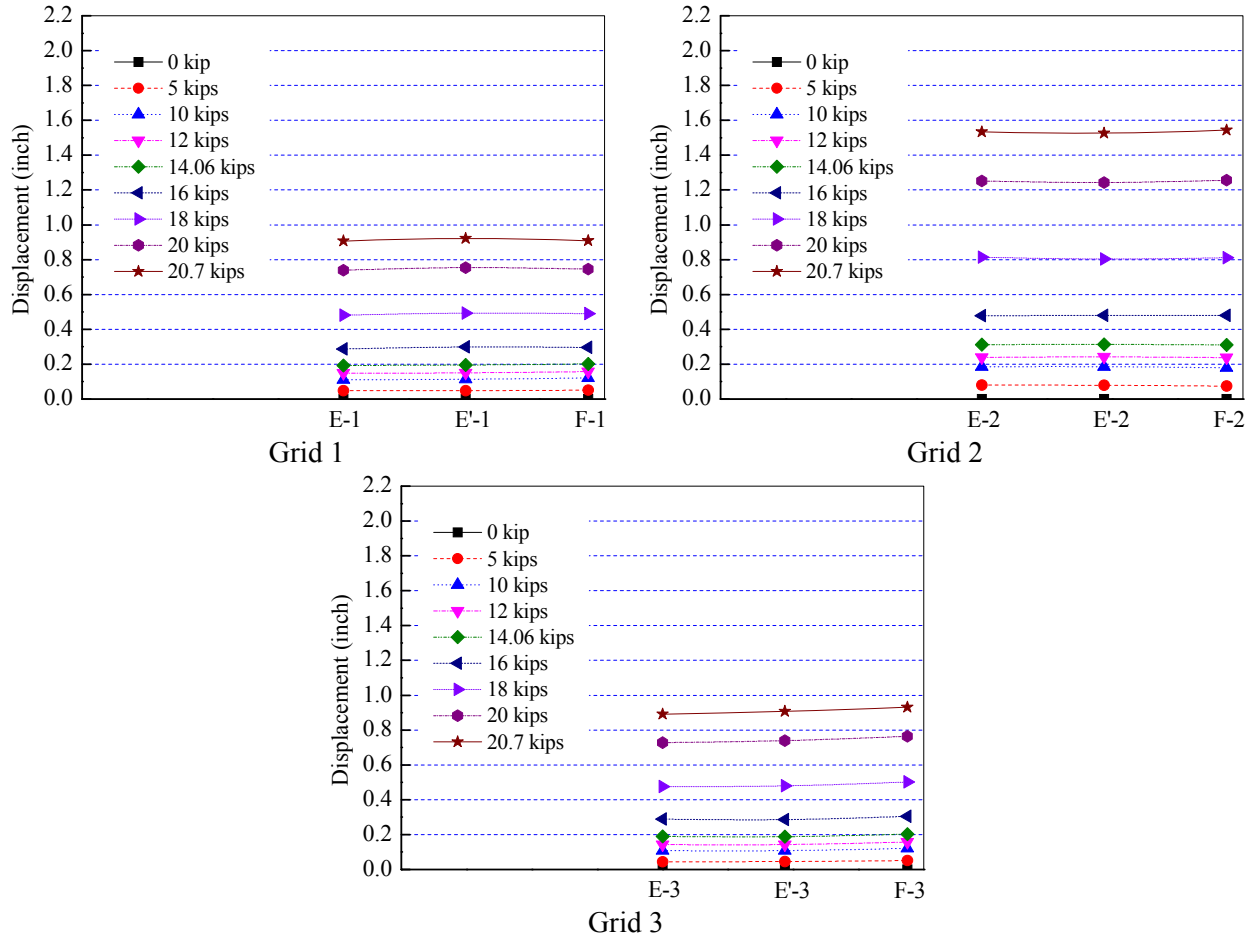 Displacement (inch)
2.2
2.0
1.8
1.6
1.4
1.2
1.0
0.8
0.6
0.4
0.2
0.0
0 kip
5 kips
10 kips
12 kips
14.06 kips
16 kips
18 kips
20 kips
20.7 kips
E-1 E'-1 F-1
Grid 1
Displacement (inch)
2.2
2.0
1.8
1.6
1.4
1.2
1.0
0.8
0.6
0.4
0.2
0.0
0 kip
5 kips
10 kips
12 kips
14.06 kips
16 kips
18 kips
20 kips
20.7 kips
E-2 E'-2 F-2
Grid 2
Displacement (inch)
2.2
2.0
1.8
1.6
1.4
1.2
1.0
0.8
0.6
0.4
0.2
0.0
0 kip
5 kips
10 kips
12 kips
14.06 kips
16 kips
18 kips
20 kips
20.7 kips
E-3 E'-3 F-3
Grid 3